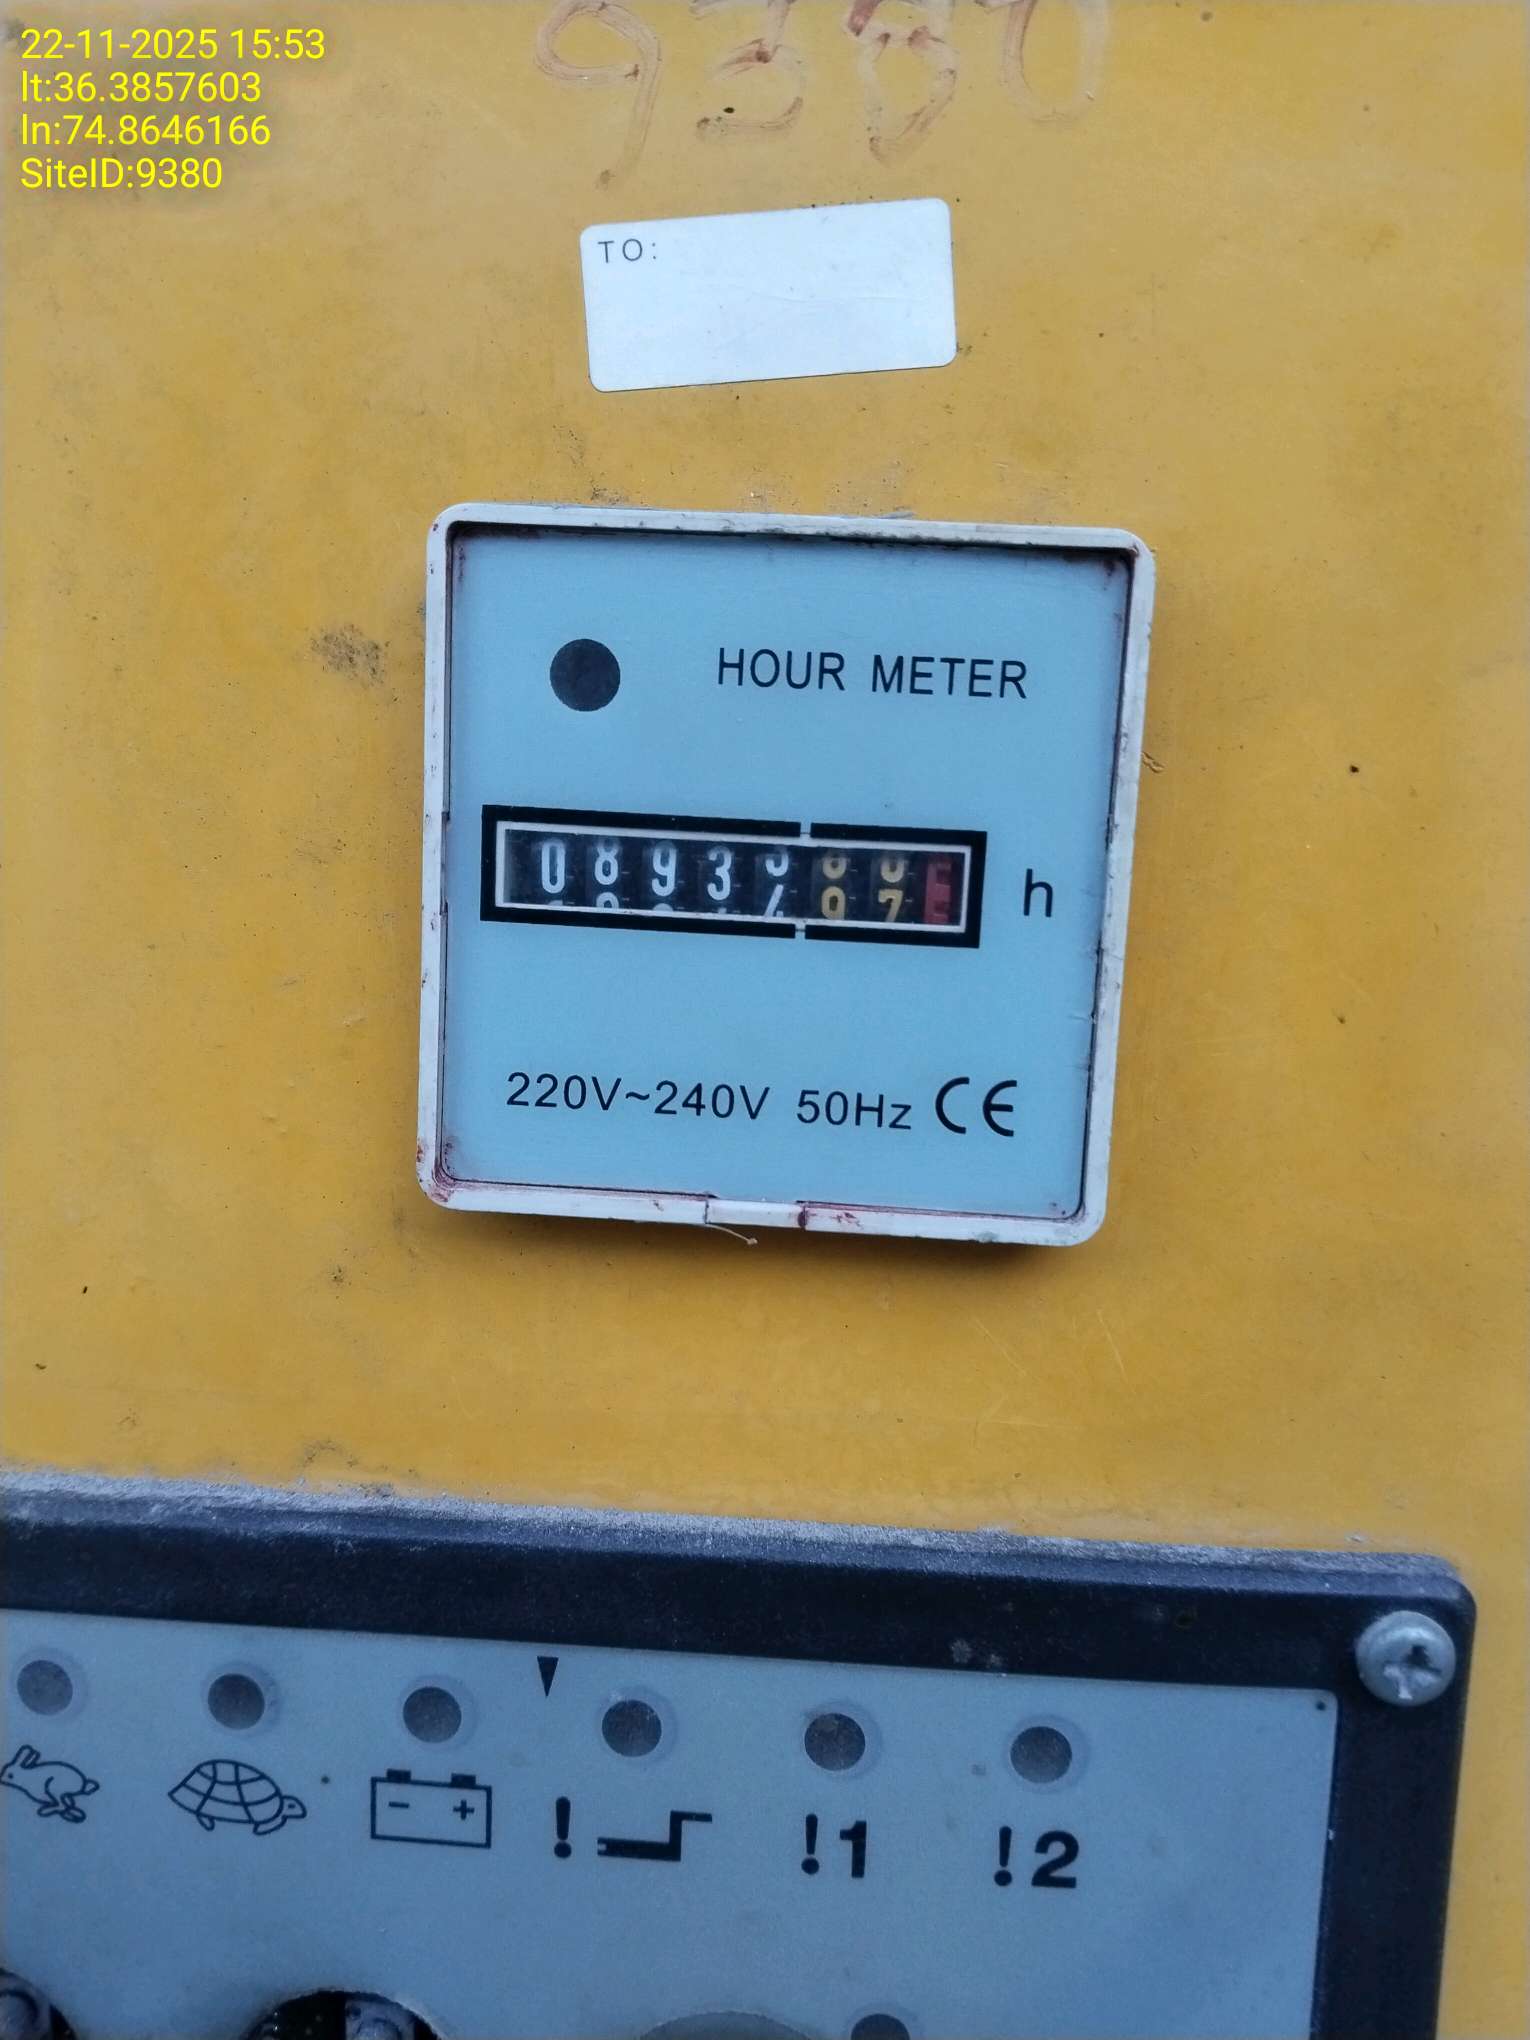 22-11-2025 15:53
lt:36.3857603
ln:74.8646166
SiteID:9380
9380
TO:
HOUR METER
0893
h
220V~240V 50Hz CE
- +
! !1 !2